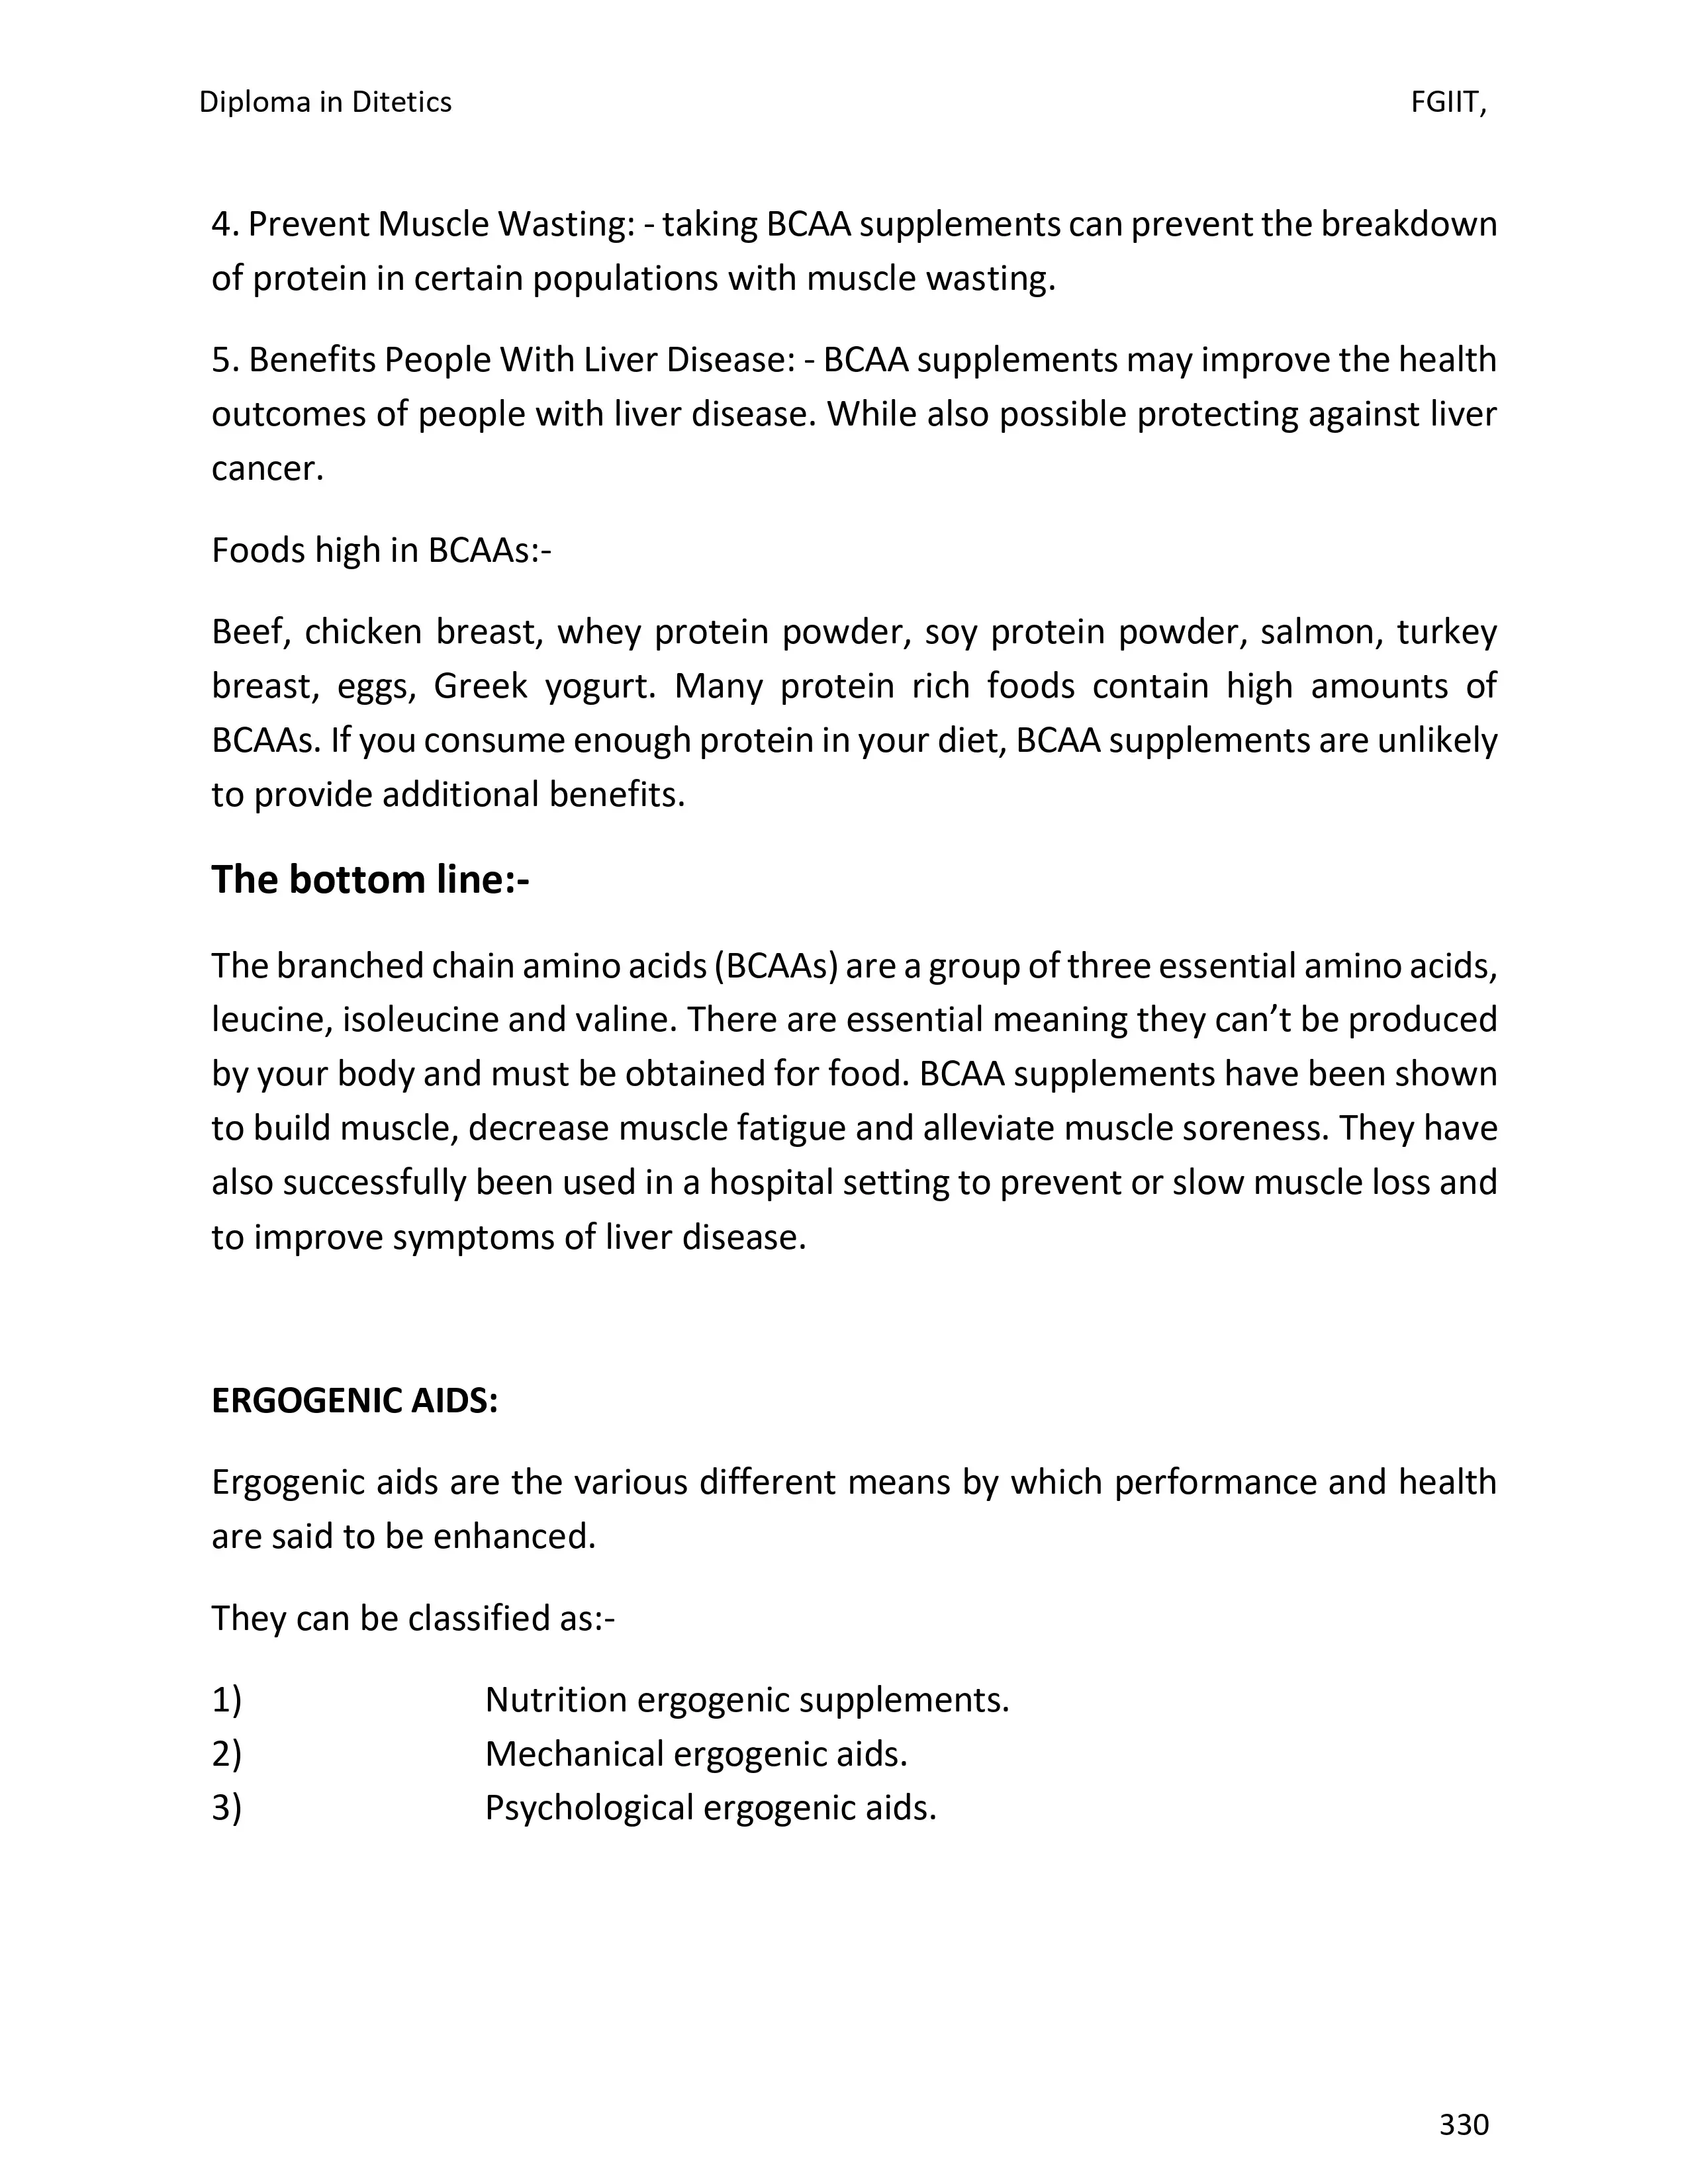 Diploma in Ditetics FGIIT,
4. Prevent Muscle Wasting: - taking BCAA supplements can prevent the breakdown
of protein in certain populations with muscle wasting.
5. Benefits People With Liver Disease: - BCAA supplements may improve the health
outcomes of people with liver disease. While also possible protecting against liver
cancer.
Foods high in BCAAs:-
Beef, chicken breast, whey protein powder, soy protein powder, salmon, turkey
breast, eggs, Greek yogurt. Many protein rich foods contain high amounts of
BCAAs. If you consume enough protein in your diet, BCAA supplements are unlikely
to provide additional benefits.
The bottom line:-
The branched chain amino acids (BCAAs) are a group of three essential amino acids,
leucine, isoleucine and valine. There are essential meaning they can’t be produced
by your body and must be obtained for food. BCAA supplements have been shown
to build muscle, decrease muscle fatigue and alleviate muscle soreness. They have
also successfully been used in a hospital setting to prevent or slow muscle loss and
to improve symptoms of liver disease.
ERGOGENIC AIDS:
Ergogenic aids are the various different means by which performance and health
are said to be enhanced.
They can be classified as:-
1) Nutrition ergogenic supplements.
2) Mechanical ergogenic aids.
3) Psychological ergogenic aids.
330